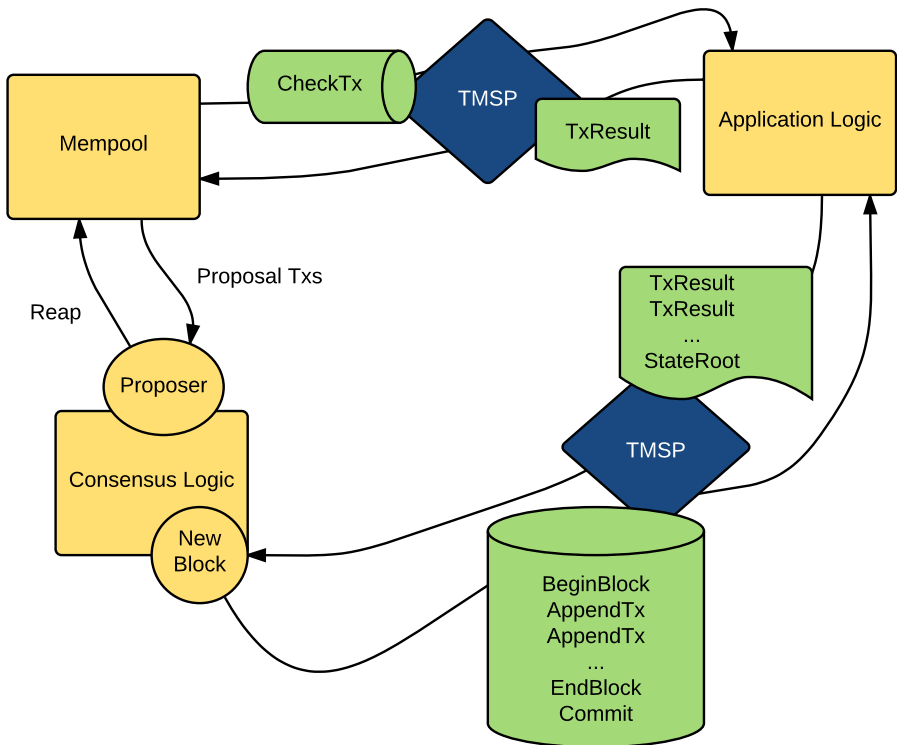 CheckTx
TMSP
TxResult
Application Logic
Mempool
Proposal Txs
Reap
TxResult
TxResult
...
StateRoot
Proposer
TMSP
Consensus Logic
New
Block
BeginBlock
AppendTx
AppendTx
...
EndBlock
Commit